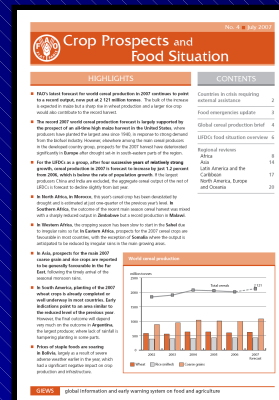 No. 4 ■ July 2007
FAO
Crop Prospects and
Food Situation
HIGHLIGHTS
FAO's latest forecast for world cereal production in 2007 continues to point
to a record output, now put at 2 121 million tonnes. The bulk of the increase
is expected in maize but a sharp rise in wheat production and a larger rice crop
would also contribute to the record harvest.
The record 2007 world cereal production forecast is largely supported by
the prospect of an all-time high maize harvest in the United States, where
producers have planted the largest area since 1940, in response to strong demand
from the biofuel industry. However, elsewhere among the main cereal producers
in the developed country group, prospects for the 2007 harvest have deteriorated
significantly in Europe after drought set-in in south-eastern parts of the region.
For the LIFDCs as a group, after four successive years of relatively strong
growth, cereal production in 2007 is forecast to increase by just 1.2 percent
from 2006, which is below the rate of population growth. If the largest
producers China and India are excluded, the aggregate cereal output of the rest of
LIFDCs is forecast to decline slightly from last year.
In North Africa, in Morocco, this year's cereal crop has been devastated by
drought and is estimated at just one-quarter of the previous year's level. In
Southern Africa, the outcome of the recent main season cereal harvest was mixed
with a sharply reduced output in Zimbabwe but a record production in Malawi.
In Western Africa, the cropping season has been slow to start in the Sahel due
to irregular rains so far. In Eastern Africa, prospects for the 2007 cereal crops are
favourable in most countries, with the exception of Somalia where the output is
anticipated to be reduced by irregular rains in the main growing areas.
In Asia, prospects for the main 2007
coarse grain and rice crops are reported
to be generally favourable in the Far
East, following the timely arrival of the
seasonal monsoon rains.
In South America, planting of the 2007
wheat crop is already completed or
well underway in most countries. Early
indications point to an area similar to
the reduced level of the previous year.
However, the final outcome will depend
very much on the outcome in Argentina,
the largest producer, where lack of rainfall is
hampering planting in some parts.
Prices of staple foods are soaring
in Bolivia, largely as a result of severe
adverse weather earlier in the year, which
had a significant negative impact on crop
production and infrastructure.
CONTENTS
Countries in crisis requiring
external assistance 2
Food emergencies update 3
Global cereal production brief 4
LIFDCs food situation overview 6
Regional reviews
Africa 8
Asia 14
Latin America and the
Caribbean 17
North America, Europe
and Oceania 20
World cereal production
million tonnes
Total cereals
2 121
2002 2003 2004 2005 2006 2007
forecast
Wheat Rice (milled) Coarse grains
GIEWS global information and early warning system on food and agriculture